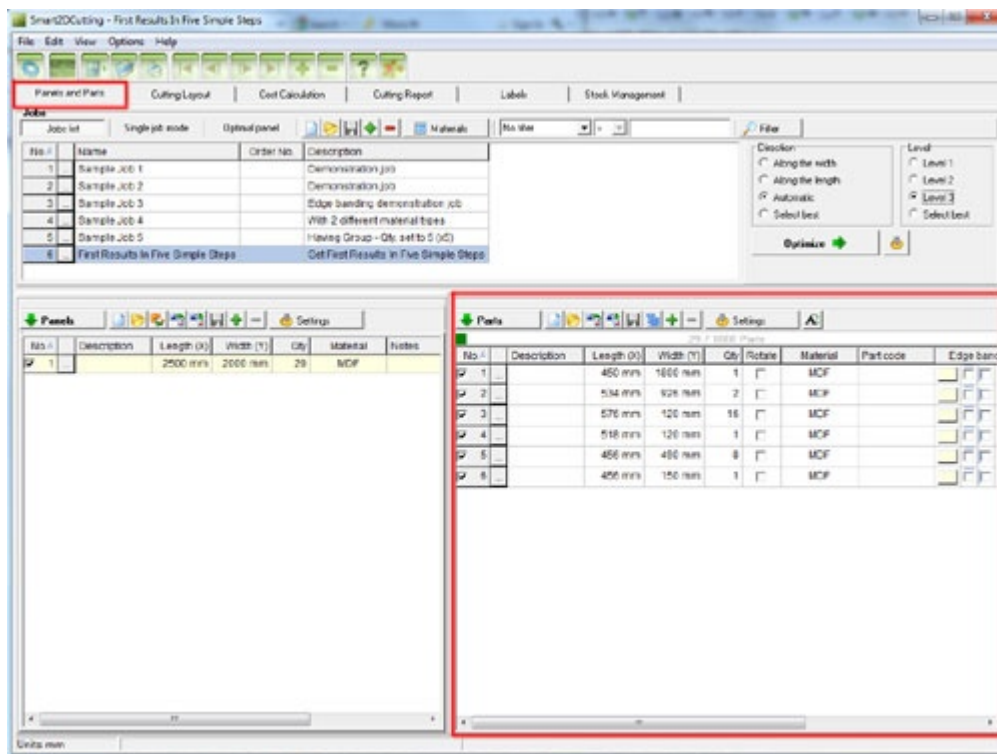 Smart2DCutting - First Results In Five Simple Steps
File Edit View Options Help
Panels and Parts Cutting Layout Cost Calculation Cutting Report Labels Stock Management
Jobs
Jobs list Single job mode Optimal panel Materials No filter = Filter
No. Name Order No. Description
1 ... Sample Job 1 Demonstration job
2 ... Sample Job 2 Demonstration job
3 ... Sample Job 3 Edge banding demonstration job
4 ... Sample Job 4 With 2 different material types
5 ... Sample Job 5 Having Group - Qty. set to 5 (x5)
6 ... First Results In Five Simple Steps Get First Results in Five Simple Steps
Direction
Along the width
Along the length
Automatic
Select best
Level
Level 1
Level 2
Level 3
Select best
Optimize
Panels Settings
No. Description Length (X) Width (Y) Qty Material Notes
1 ... 2500 mm 2000 mm 29 MDF
Parts Settings
29 / 1000 Parts
No. Description Length (X) Width (Y) Qty Rotate Material Part code Edge band
1 ... 450 mm 1800 mm 1 MDF
2 ... 534 mm mm 2 MDF
3 ... 576 mm 120 mm 16 MDF
4 ... 518 mm 120 mm 1 MDF
5 ... 456 mm mm 8 MDF
6 ... 456 mm 150 mm 1 MDF
Units: mm